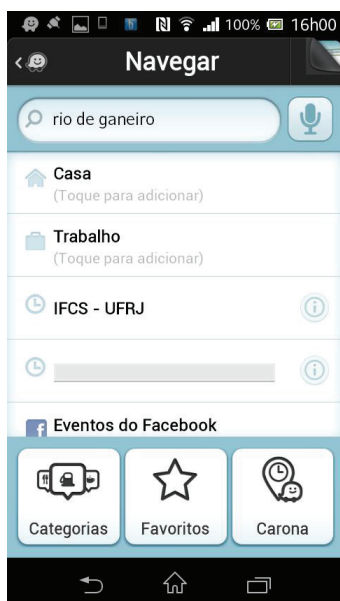 100% 16h00
Navegar
rio de ganeiro
Casa
(Toque para adicionar)
Trabalho
(Toque para adicionar)
IFCS - UFRJ
Eventos do Facebook
Categorias Favoritos Carona